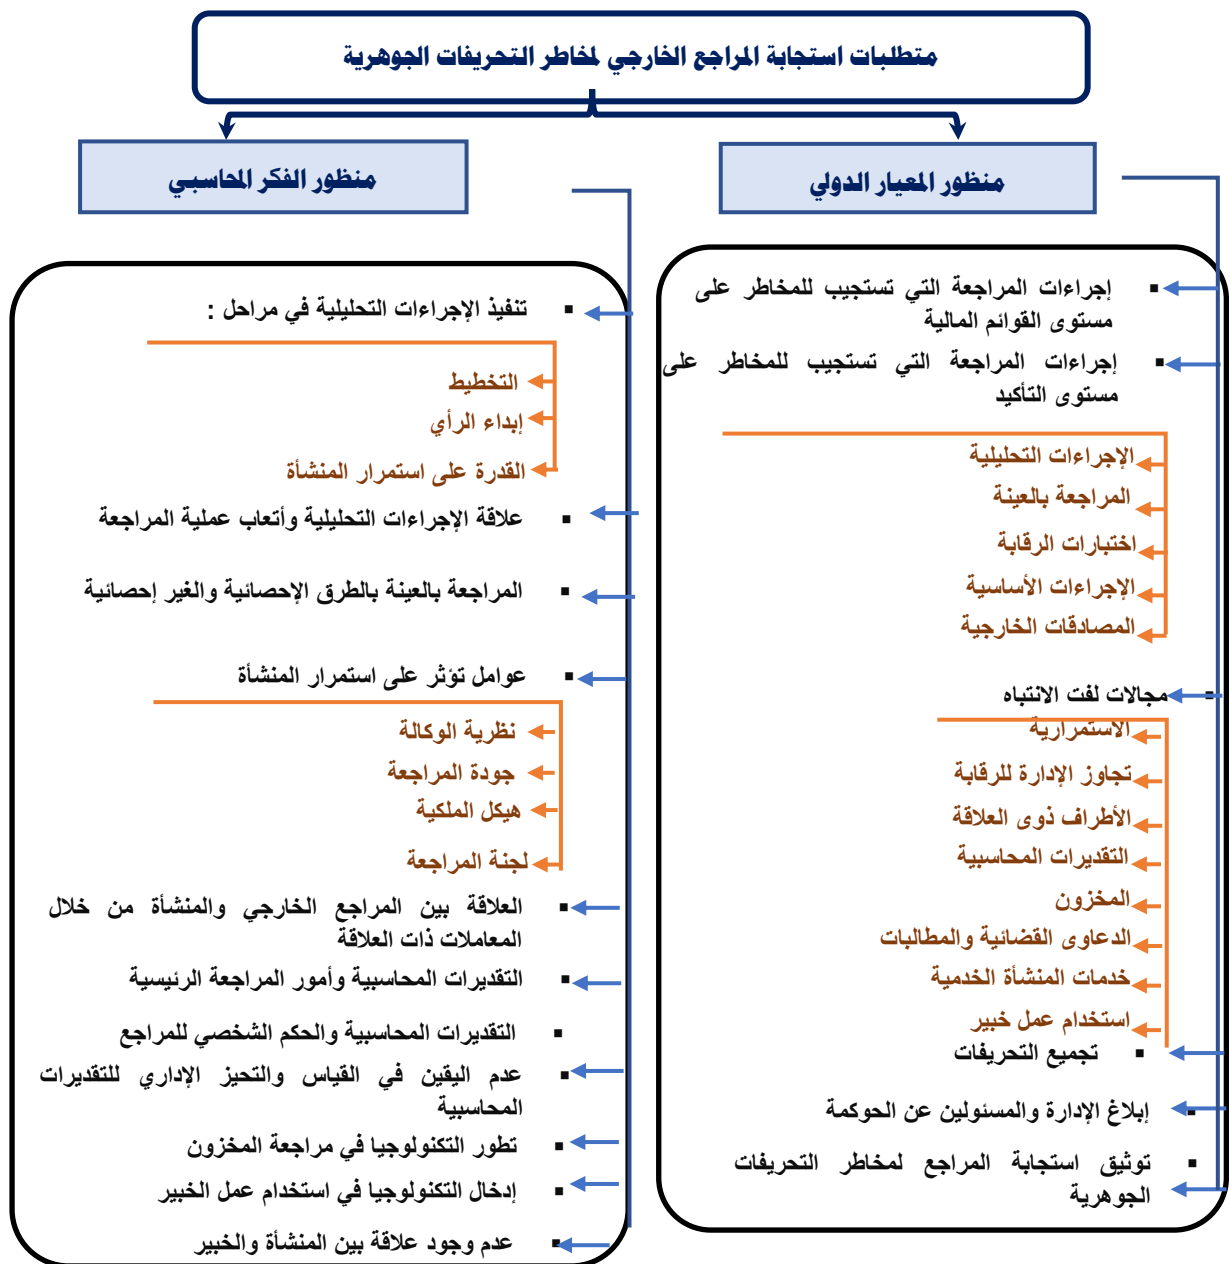 متطلبات استجابة المراجع الخارجي لمخاطر التحريفات الجوهرية
منظور المعيار الدولي
إجراءات المراجعة التي تستجيب للمخاطر على
مستوى القوائم المالية
إجراءات المراجعة التي تستجيب للمخاطر على
مستوى التأكيد
الإجراءات التحليلية
المراجعة بالعينة
اختبارات الرقابة
الإجراءات الأساسية
المصادقات الخارجية
مجالات لفت الانتباه
الاستمرارية
تجاوز الإدارة للرقابة
الأطراف ذوى العلاقة
التقديرات المحاسبية
المخزون
الدعاوى القضائية والمطالبات
خدمات المنشأة الخدمية
استخدام عمل خبير
تجميع التحريفات
إبلاغ الإدارة والمسئولين عن الحوكمة
توثيق استجابة المراجع لمخاطر التحريفات
الجوهرية
منظور الفكر المحاسبي
تنفيذ الإجراءات التحليلية في مراحل :
التخطيط
إبداء الرأي
القدرة على استمرار المنشأة
علاقة الإجراءات التحليلية وأتعاب عملية المراجعة
المراجعة بالعينة بالطرق الإحصائية والغير إحصائية
عوامل تؤثر على استمرار المنشأة
نظرية الوكالة
جودة المراجعة
هيكل الملكية
لجنة المراجعة
العلاقة بين المراجع الخارجي والمنشأة من خلال
المعاملات ذات العلاقة
التقديرات المحاسبية وأمور المراجعة الرئيسية
التقديرات المحاسبية والحكم الشخصي للمراجع
عدم اليقين في القياس والتحيز الإداري للتقديرات
المحاسبية
تطور التكنولوجيا في مراجعة المخزون
إدخال التكنولوجيا في استخدام عمل الخبير
عدم وجود علاقة بين المنشأة والخبير